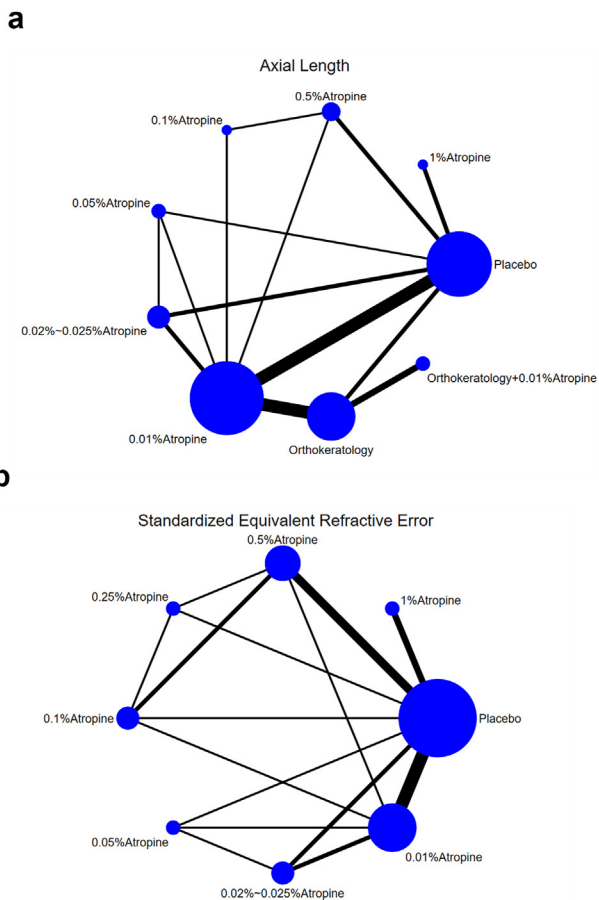 a
Axial Length
0.5%Atropine
0.1%Atropine
1%Atropine
0.05%Atropine
Placebo
0.02%~0.025%Atropine
Orthokeratology+0.01%Atropine
0.01%Atropine
Orthokeratology
b
Standardized Equivalent Refractive Error
0.5%Atropine
0.25%Atropine
1%Atropine
0.1%Atropine
Placebo
0.05%Atropine
0.01%Atropine
0.02%~0.025%Atropine